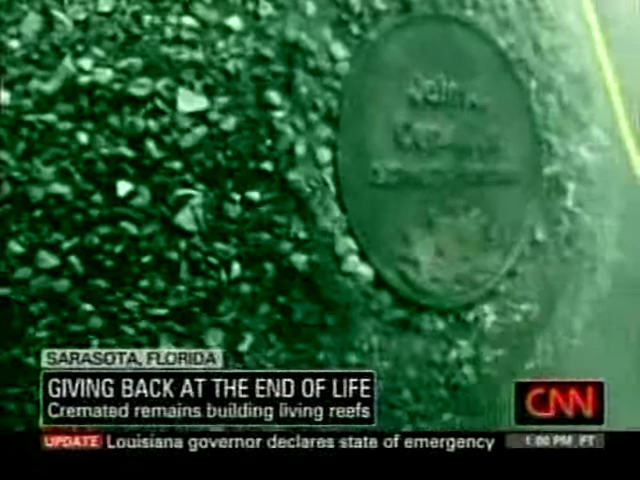 SARASOTA, FLORIDA
GIVING BACK AT THE END OF LIFE
Cremated remains building living reefs
CNN
UPDATE Louisiana governor declares state of emergency 1:00 PM PT